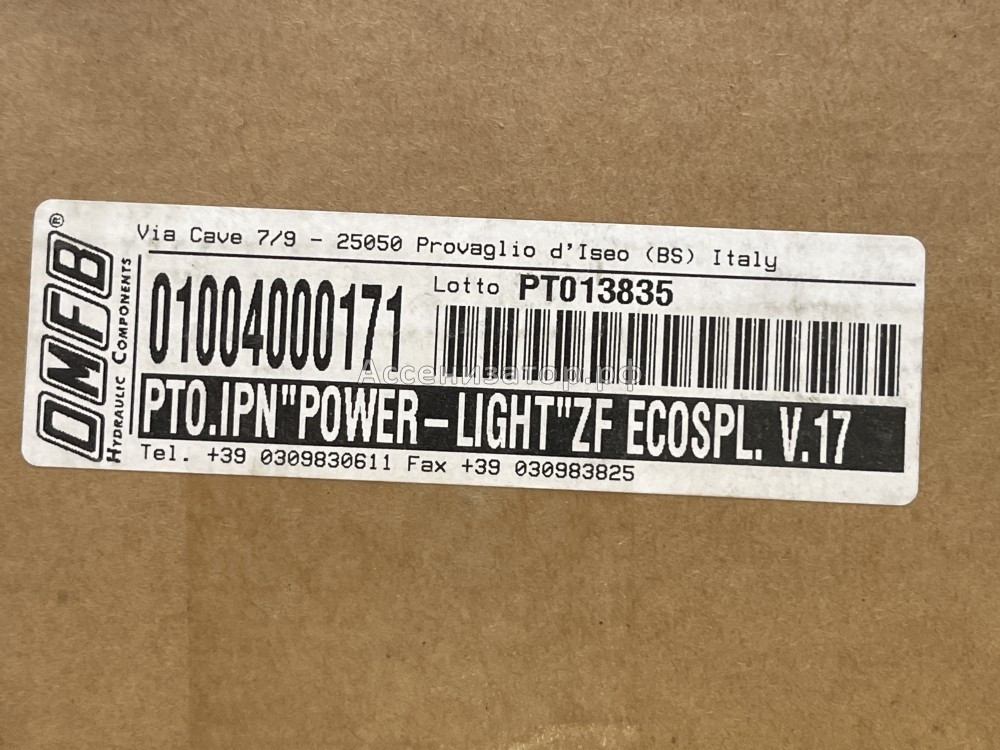 OMFB®
HYDRAULIC COMPONENTS
Via Cave 7/9 - 25050 Provaglio d'Iseo (BS) Italy
01004000171
Lotto PT013835
Ассенизатор.рф
PTO.IPN"POWER-LIGHT"ZF ECOSPL. V.17
Tel. +39 0309830611 Fax +39 030983825